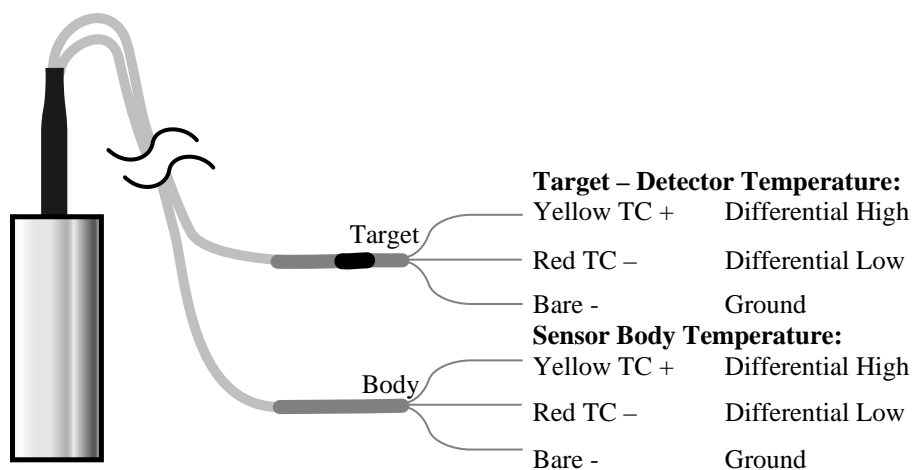 Target – Detector Temperature:
Yellow TC + Differential High
Target
Red TC – Differential Low
Bare - Ground
Sensor Body Temperature:
Yellow TC + Differential High
Body
Red TC – Differential Low
Bare - Ground